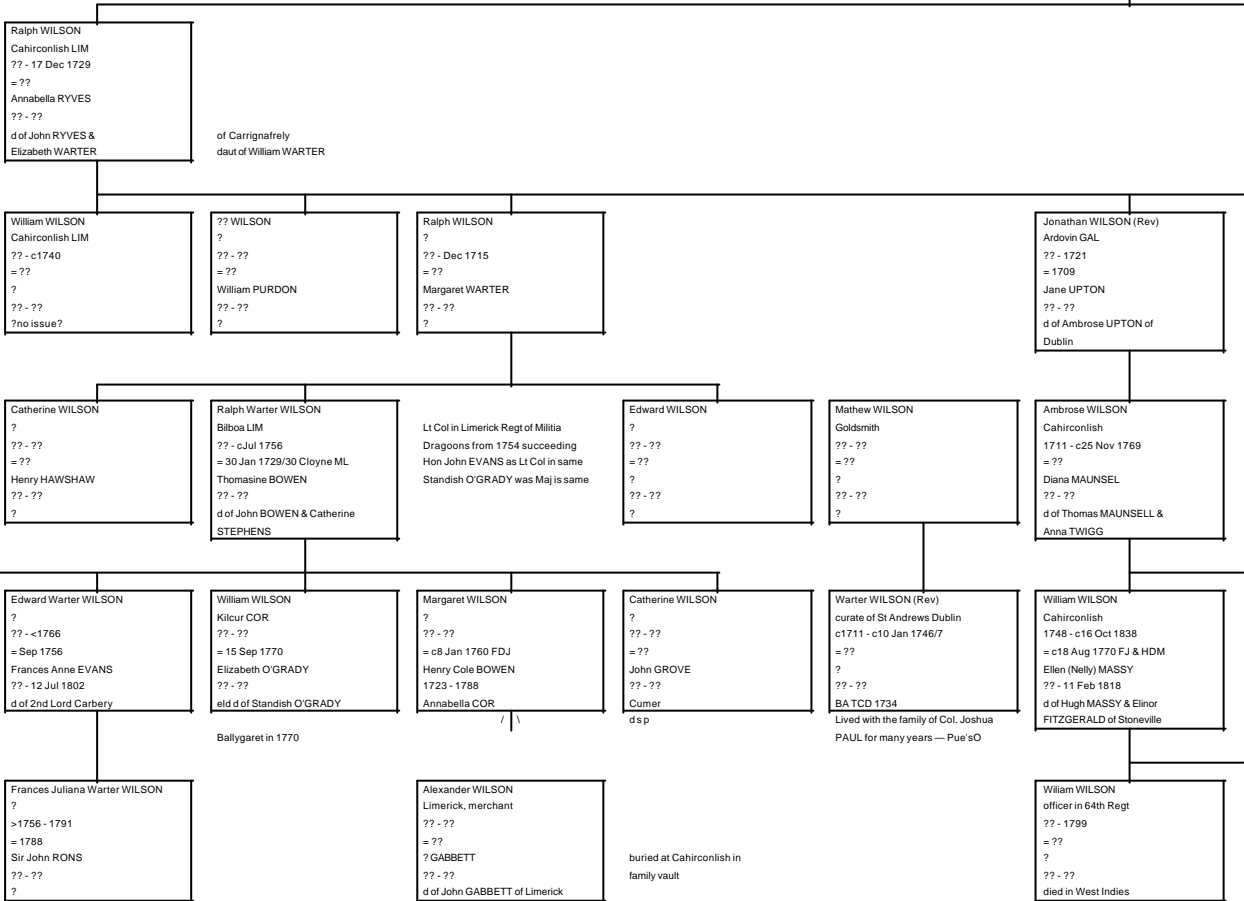 Ralph WILSON
Cahirconlish LIM
?? - 17 Dec 1729
= ??
Annabella RYVES
?? - ??
d of John RYVES &
Elizabeth WARTER
of Carrignafrely
daut of William WARTER
William WILSON
Cahirconlish LIM
?? - c1740
= ??
?
?? - ??
?no issue?
?? WILSON
?
?? - ??
= ??
William PURDON
?? - ??
?
Ralph WILSON
?
?? - Dec 1715
= ??
Margaret WARTER
?? - ??
?
Jonathan WILSON (Rev)
Ardovin GAL
?? - 1721
= 1709
Jane UPTON
?? - ??
d of Ambrose UPTON of
Dublin
Catherine WILSON
?
?? - ??
= ??
Henry HAWSHAW
?? - ??
?
Ralph Warter WILSON
Bilboa LIM
?? - cJul 1756
= 30 Jan 1729/30 Cloyne ML
Thomasine BOWEN
?? - ??
d of John BOWEN & Catherine
STEPHENS
Lt Col in Limerick Regt of Militia
Dragoons from 1754 succeeding
Hon John EVANS as Lt Col in same
Standish O'GRADY was Maj is same
Edward WILSON
?
?? - ??
= ??
?
?? - ??
?
Mathew WILSON
Goldsmith
?? - ??
= ??
?
?? - ??
?
Ambrose WILSON
Cahirconlish
1711 - c25 Nov 1769
= ??
Diana MAUNSEL
?? - ??
d of Thomas MAUNSELL &
Anna TWIGG
Edward Warter WILSON
?
?? - <1766
= Sep 1756
Frances Anne EVANS
?? - 12 Jul 1802
d of 2nd Lord Carbery
William WILSON
Kilcur COR
?? - ??
= 15 Sep 1770
Elizabeth O'GRADY
?? - ??
eld d of Standish O'GRADY
Ballygaret in 1770
Margaret WILSON
?
?? - ??
= c8 Jan 1760 FDJ
Henry Cole BOWEN
1723 - 1788
Annabella COR
/ \
Catherine WILSON
?
?? - ??
= ??
John GROVE
?? - ??
Cumer
d s p
Warter WILSON (Rev)
curate of St Andrews Dublin
c1711 - c10 Jan 1746/7
= ??
?
?? - ??
BA TCD 1734
Lived with the family of Col. Joshua
PAUL for many years — Pue'sO
William WILSON
Cahirconlish
1748 - c16 Oct 1838
= c18 Aug 1770 FJ & HDM
Ellen (Nelly) MASSY
?? - 11 Feb 1818
d of Hugh MASSY & Elinor
FITZGERALD of Stoneville
Frances Juliana Warter WILSON
?
>1756 - 1791
= 1788
Sir John RONS
?? - ??
?
Alexander WILSON
Limerick, merchant
?? - ??
= ??
? GABBETT
?? - ??
d of John GABBETT of Limerick
buried at Cahirconlish in
family vault
Wiliam WILSON
officer in 64th Regt
?? - 1799
= ??
?
?? - ??
died in West Indies